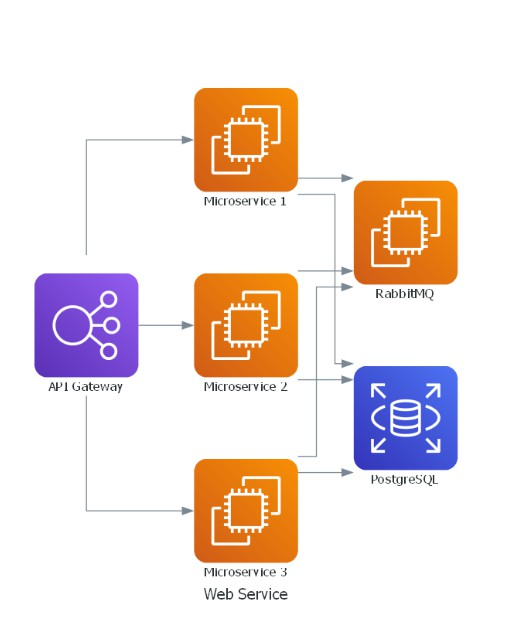 Microservice 1
RabbitMQ
API Gateway
Microservice 2
PostgreSQL
Microservice 3
Web Service